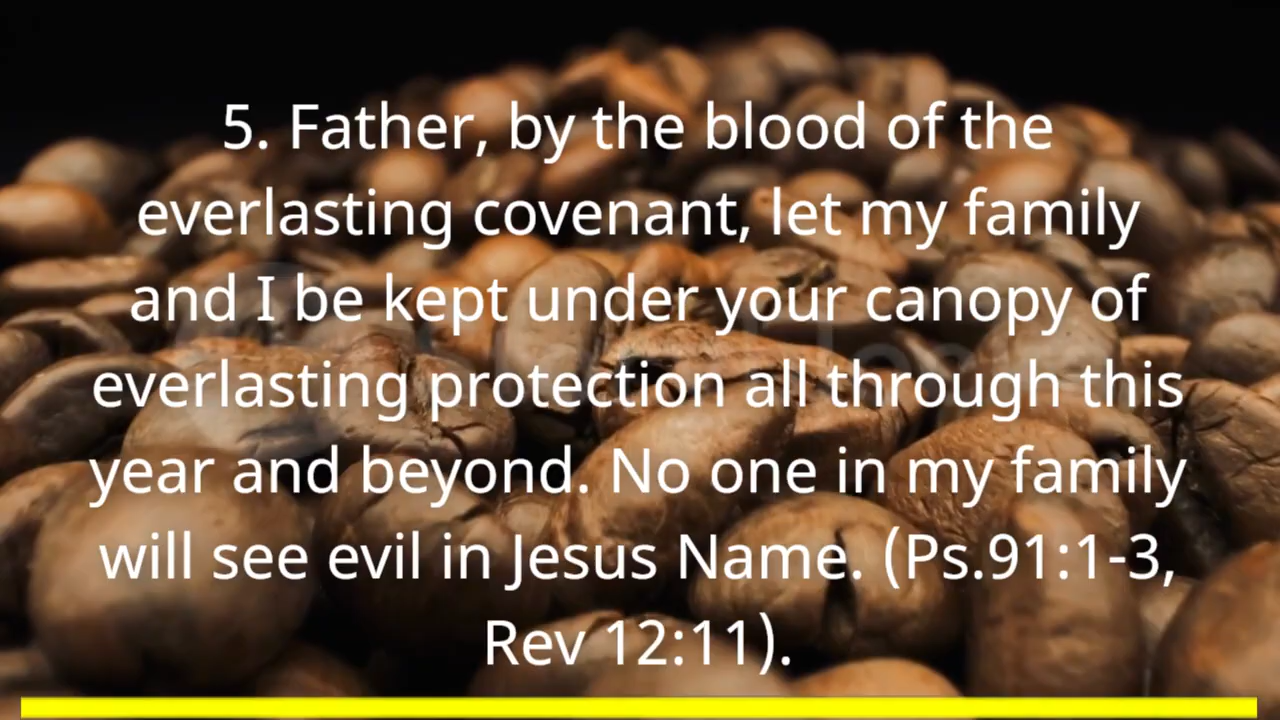 5. Father, by the blood of the
everlasting covenant, let my family
and I be kept under your canopy of
everlasting protection all through this
year and beyond. No one in my family
will see evil in Jesus Name. (Ps.91:1-3,
Rev 12:11).